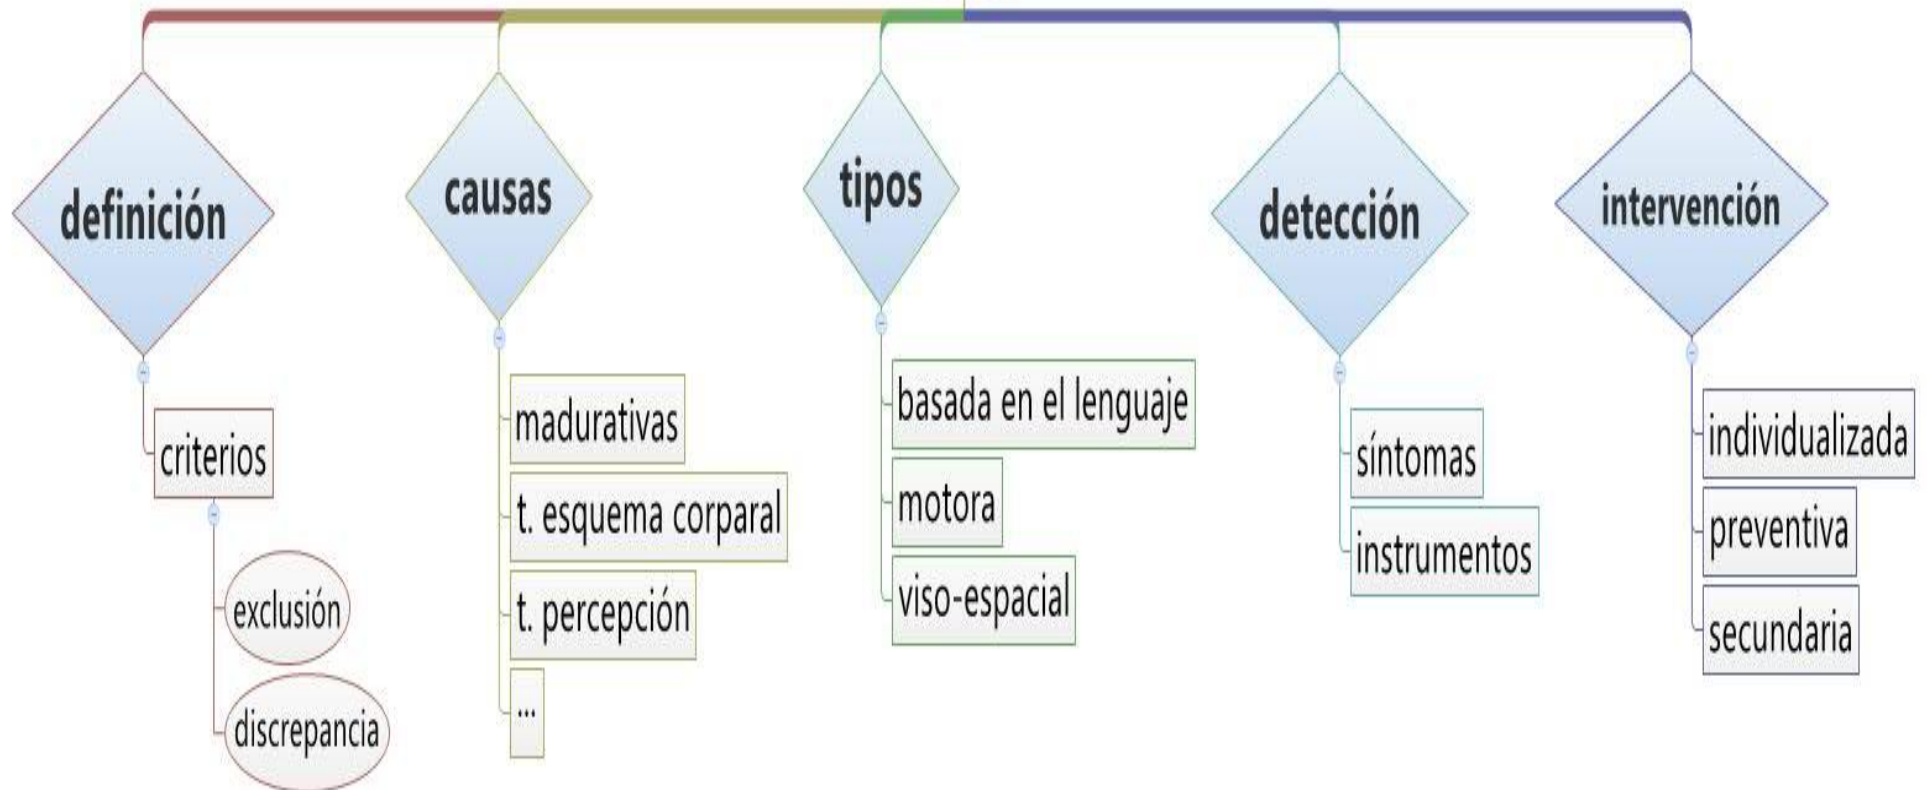 definición
criterios
exclusión
discrepancia
causas
madurativas
t. esquema corparal
t. percepción
...
tipos
basada en el lenguaje
motora
viso-espacial
detección
síntomas
instrumentos
intervención
individualizada
preventiva
secundaria